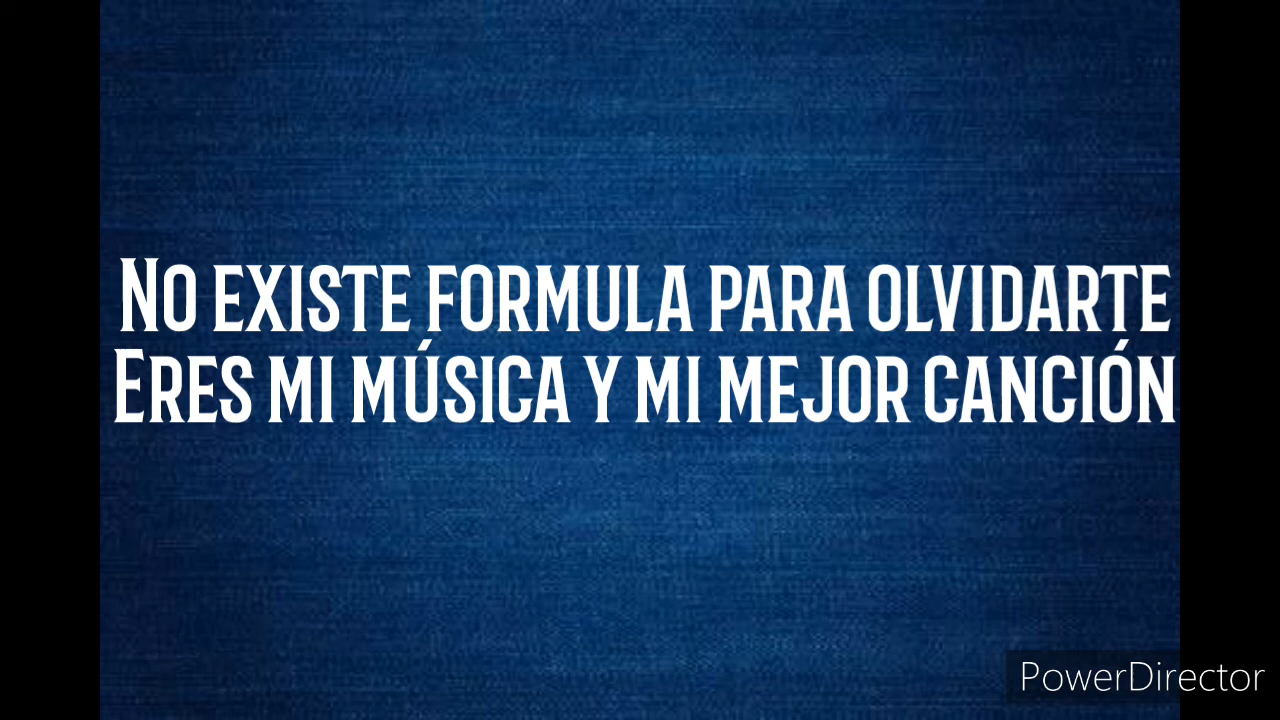 No existe formula para olvidarte
Eres mi música y mi mejor canción
PowerDirector